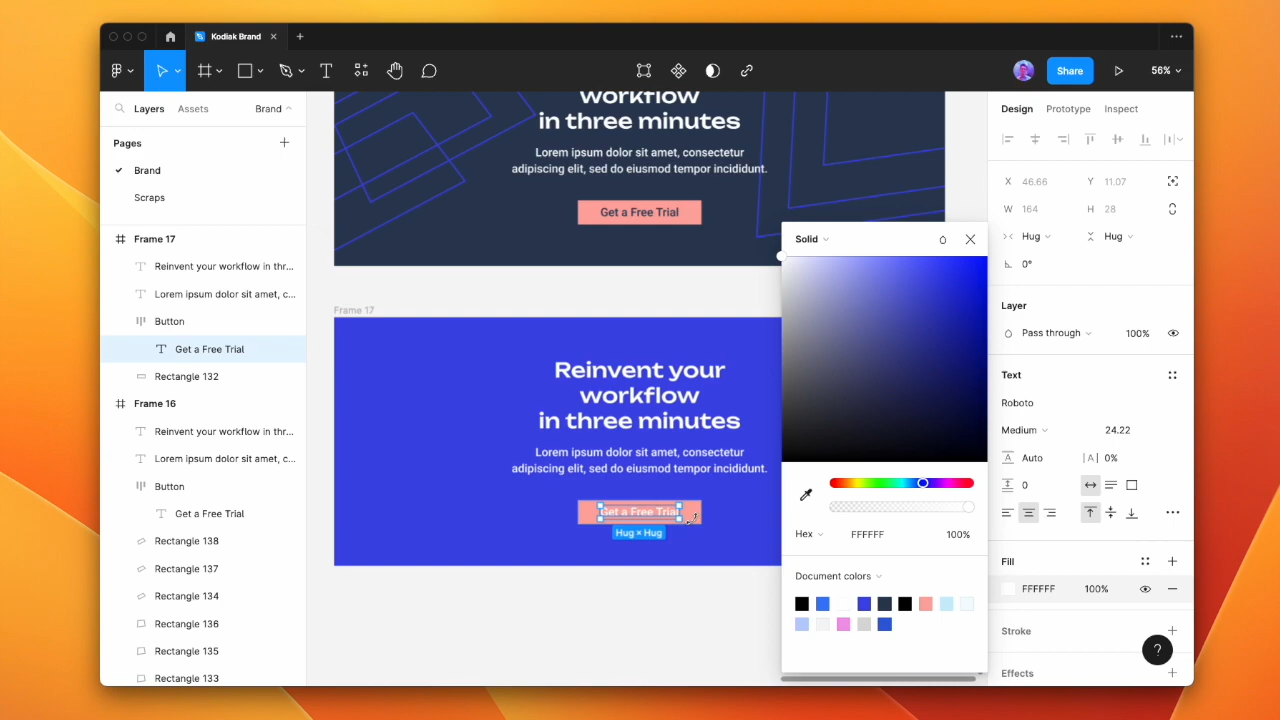 Kodiak Brand
Share
56%
Layers
Assets
Brand
Pages
Brand
Scraps
Frame 17
Reinvent your workflow in thr...
Lorem ipsum dolor sit amet, c...
Button
Get a Free Trial
Rectangle 132
Frame 16
Reinvent your workflow in thr...
Lorem ipsum dolor sit amet, c...
Button
Get a Free Trial
Rectangle 138
Rectangle 137
Rectangle 134
Rectangle 136
Rectangle 135
Rectangle 133
workflow
in three minutes
Lorem ipsum dolor sit amet, consectetur
adipiscing elit, sed do eiusmod tempor incididunt.
Get a Free Trial
Frame 17
Reinvent your
workflow
in three minutes
Lorem ipsum dolor sit amet, consectetur
adipiscing elit, sed do eiusmod tempor incididunt.
Get a Free Trial
Hug × Hug
Solid
Hex
FFFFFF
100%
Document colors
Design
Prototype
Inspect
X 46.66
Y 11.07
W 164
H 28
Hug
Hug
0°
Layer
Pass through
100%
Text
Roboto
Medium
24.22
Auto
|A| 0%
0
Fill
FFFFFF
100%
Stroke
Effects
?